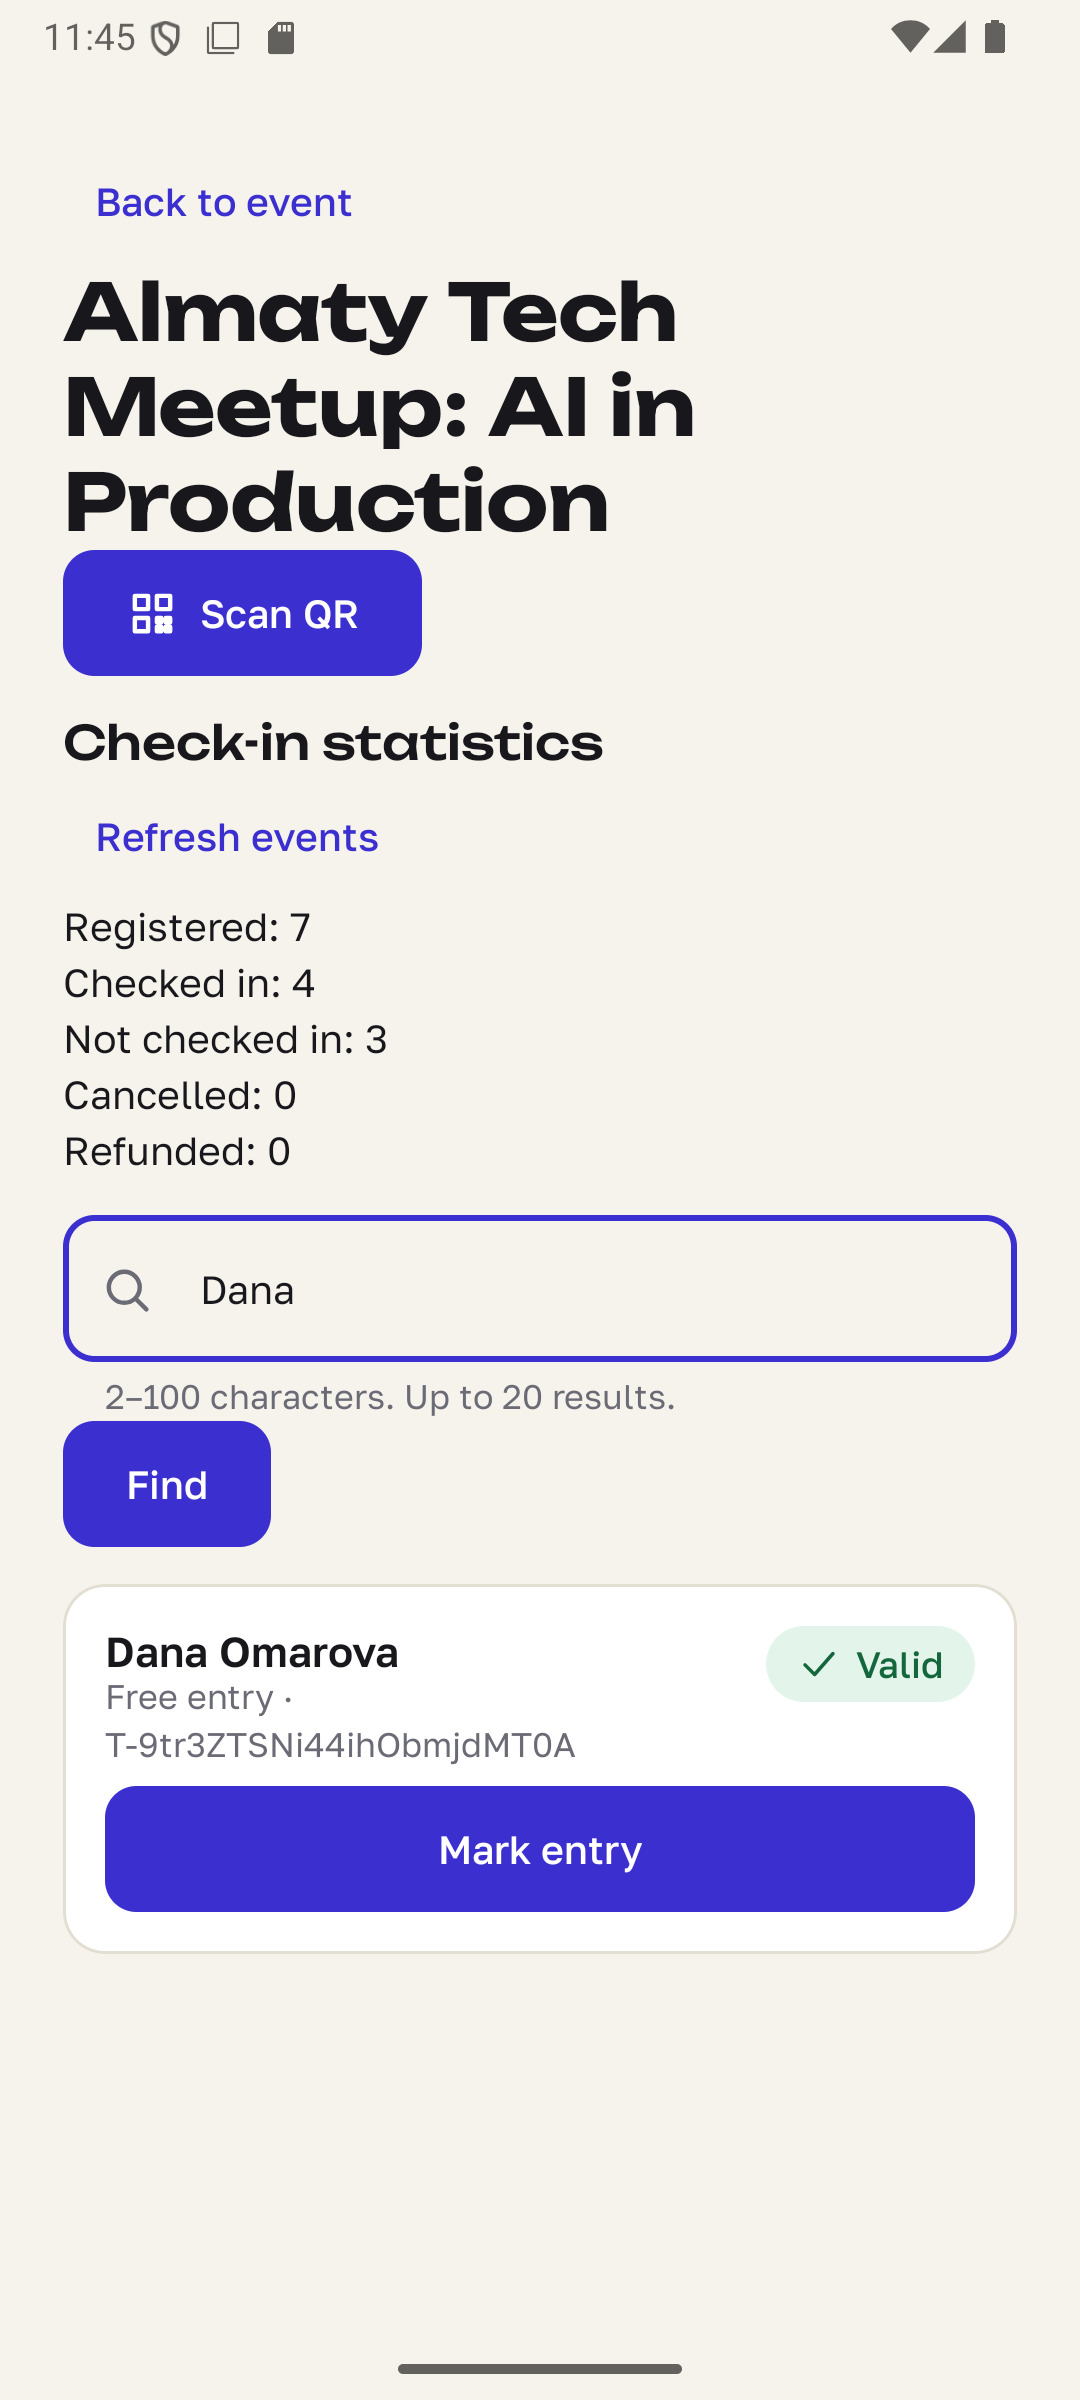 11:45
Back to event
Almaty Tech
Meetup: AI in
Production
Scan QR
Check-in statistics
Refresh events
Registered: 7
Checked in: 4
Not checked in: 3
Cancelled: 0
Refunded: 0
Dana
2–100 characters. Up to 20 results.
Find
Dana Omarova
Valid
Free entry ·
T-9tr3ZTSNi44ihObmjdMT0A
Mark entry